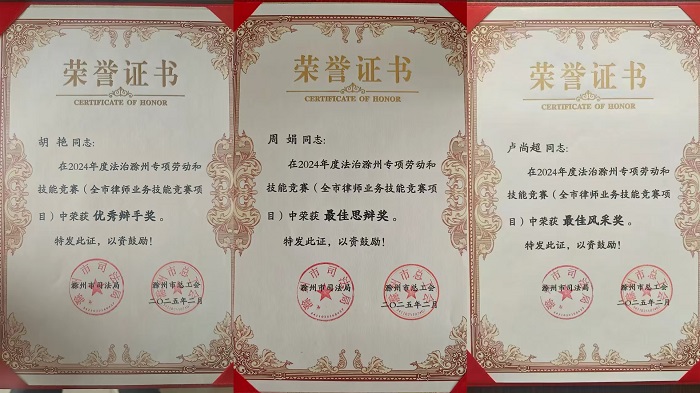 荣誉证书
CERTIFICATE OF HONOR
胡 艳 同志：
在2024年度法治滁州专项劳动和
技能竞赛（全市律师业务技能竞赛项
目）中荣获 优秀辩手奖 。
特发此证，以资鼓励！
滁州市司法局 滁州市总工会
二〇二五年二月
荣誉证书
CERTIFICATE OF HONOR
周 娟 同志：
在2024年度法治滁州专项劳动和
技能竞赛（全市律师业务技能竞赛项
目）中荣获 最佳思辩奖 。
特发此证，以资鼓励！
滁州市司法局 滁州市总工会
二〇二五年二月
荣誉证书
CERTIFICATE OF HONOR
卢尚超 同志：
在2024年度法治滁州专项劳动和
技能竞赛（全市律师业务技能竞赛项
目）中荣获 最佳风采奖 。
特发此证，以资鼓励！
滁州市司法局 滁州市总工会
二〇二五年二月